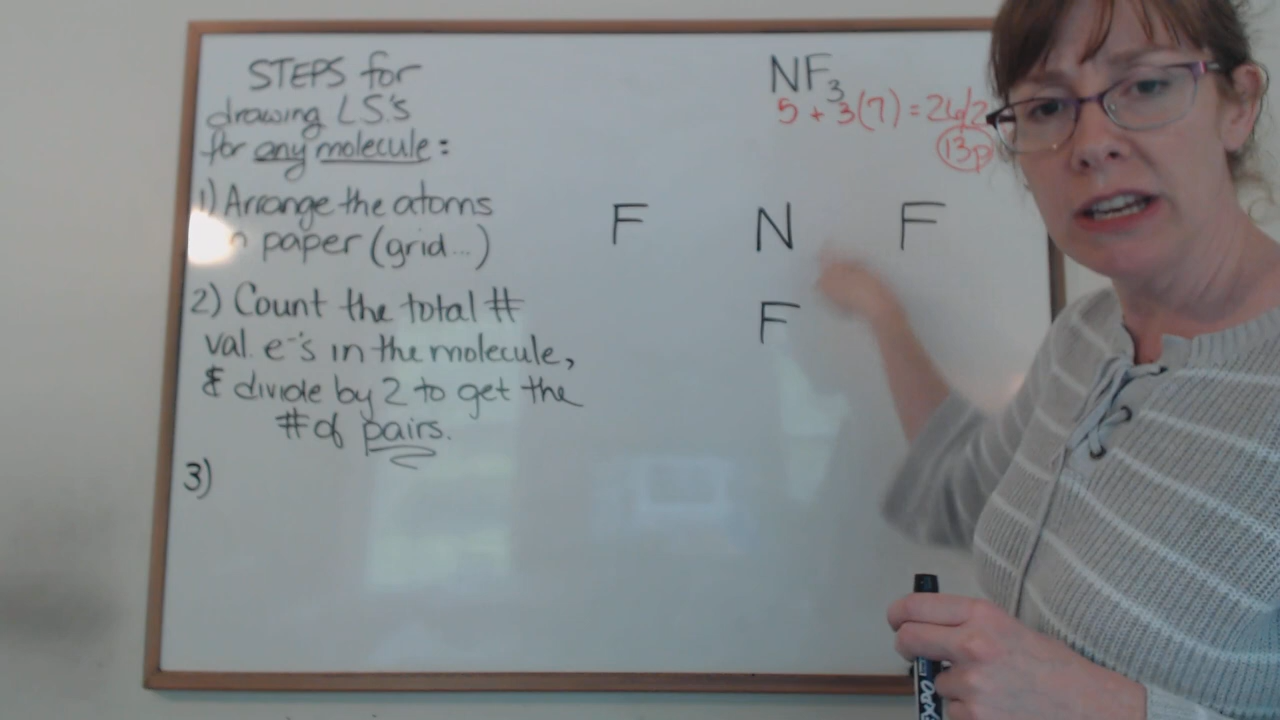 STEPS for
drawing L.S.'s
for any molecule:
1) Arrange the atoms
paper (grid...)
2) Count the total #
val. e⁻'s in the molecule,
& divide by 2 to get the
# of pairs.
3)
NF₃
5 + 3(7) = 26/2
13p
F N F
F